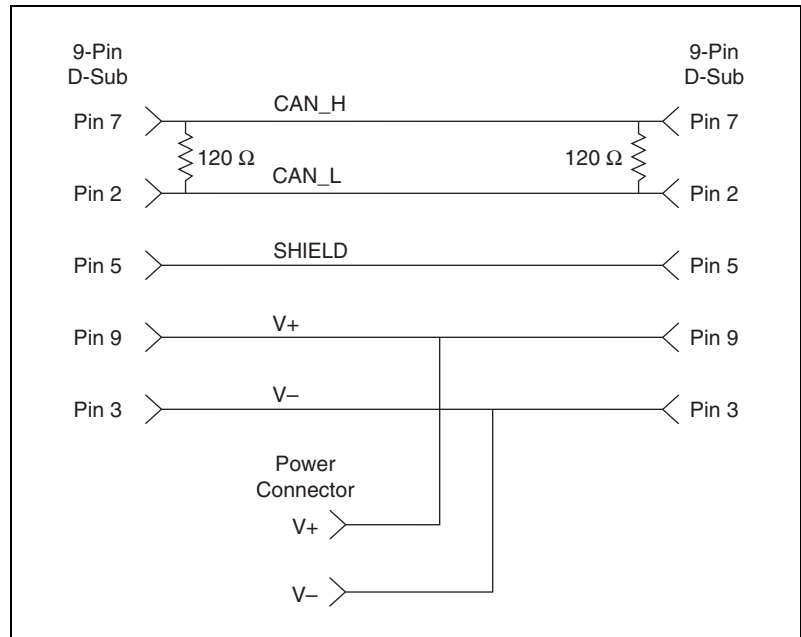 9-Pin
D-Sub
9-Pin
D-Sub
Pin 7
CAN_H
Pin 7
120 Ω
120 Ω
Pin 2
CAN_L
Pin 2
Pin 5
SHIELD
Pin 5
Pin 9
V+
Pin 9
Pin 3
V–
Pin 3
Power
Connector
V+
V–